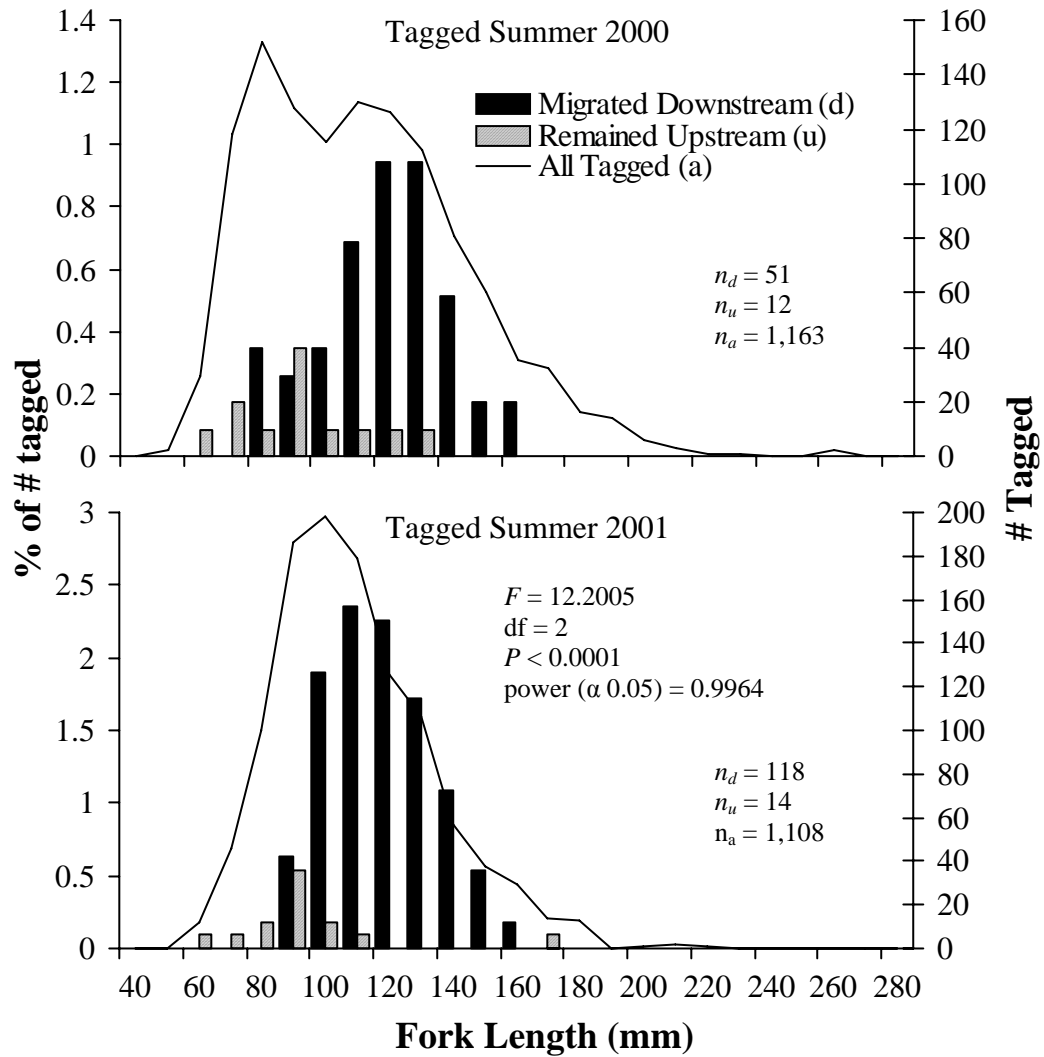 Tagged Summer 2000
Migrated Downstream (d)
Remained Upstream (u)
All Tagged (a)
n_d = 51
n_u = 12
n_a = 1,163
1.4
1.2
1
0.8
0.6
0.4
0.2
0
160
140
120
100
80
60
40
20
0
% of # tagged
# Tagged
Tagged Summer 2001
F = 12.2005
df = 2
P < 0.0001
power (α 0.05) = 0.9964
n_d = 118
n_u = 14
n_a = 1,108
3
2.5
2
1.5
1
0.5
0
200
180
160
140
120
100
80
60
40
20
0
40 60 80 100 120 140 160 180 200 220 240 260 280
Fork Length (mm)